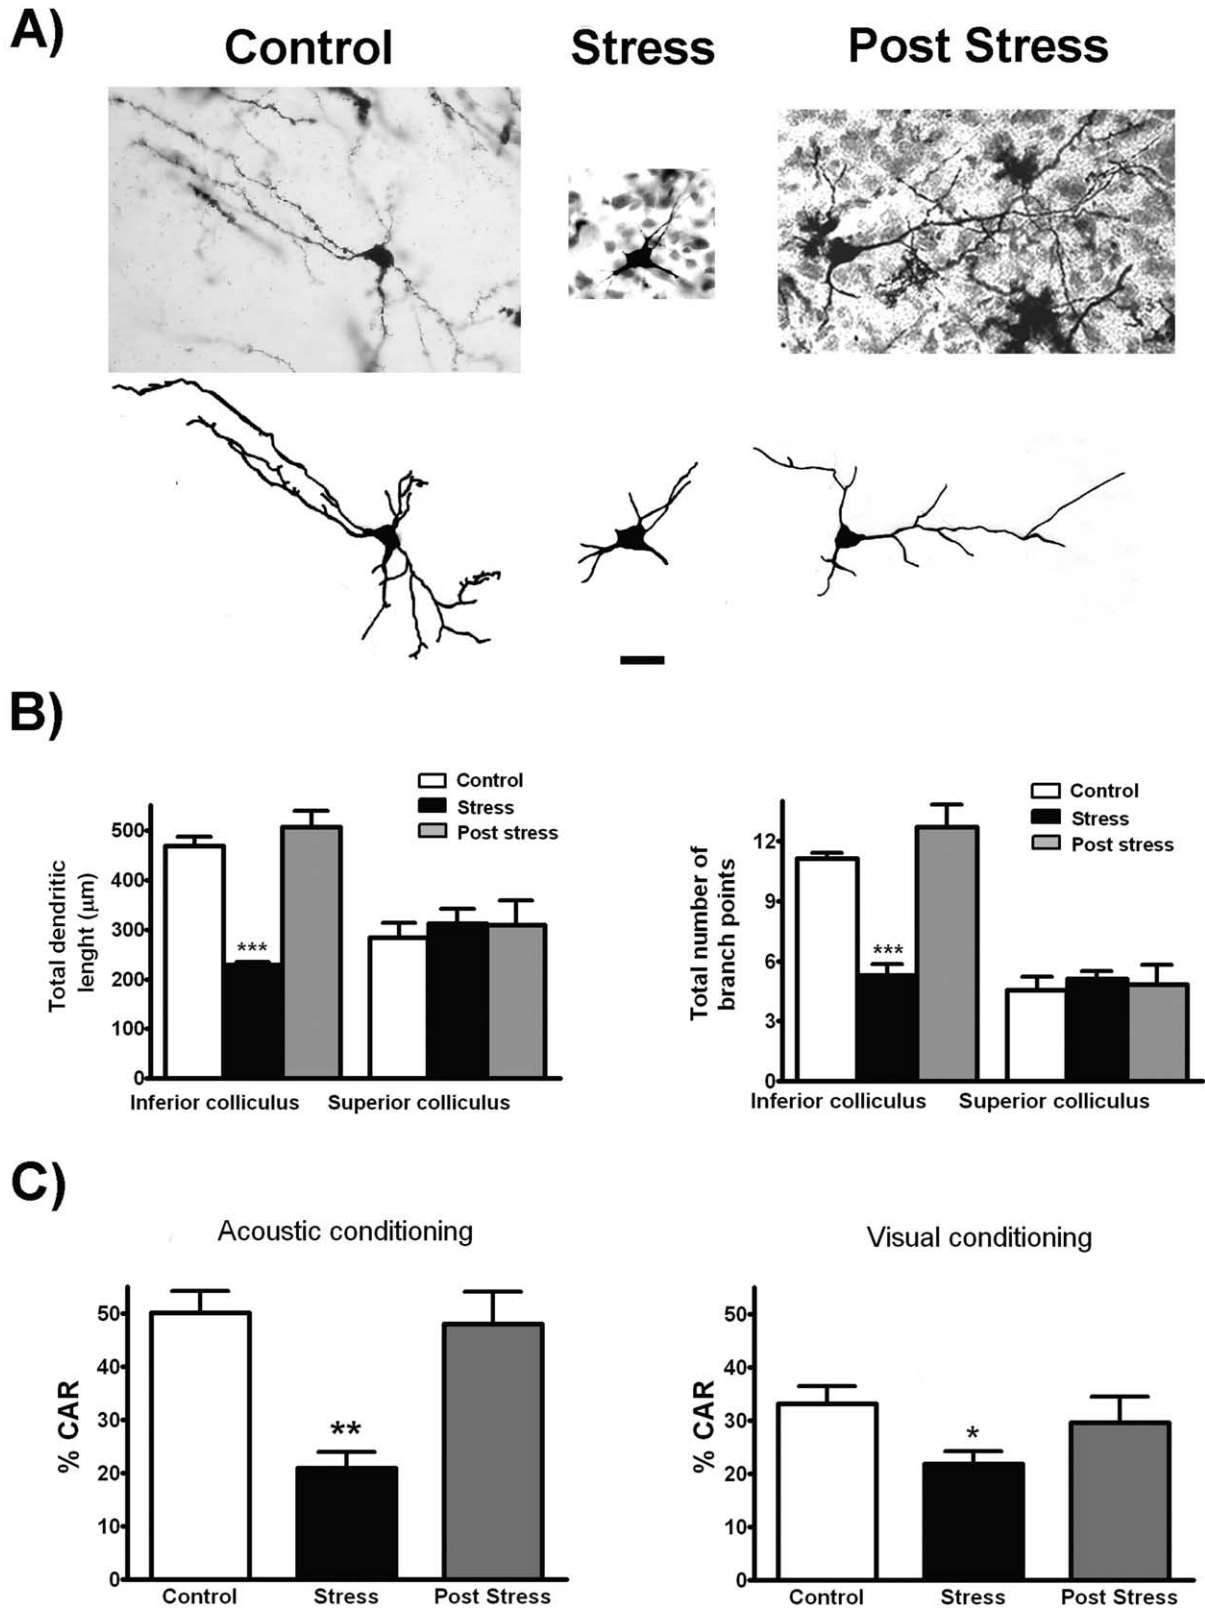 A)
Control
Stress
Post Stress
B)
Control
Stress
Post stress
Total dendritic
lenght (µm)
500
400
300
200
100
0
***
Inferior colliculus
Superior colliculus
Control
Stress
Post stress
Total number of
branch points
12
9
6
3
0
***
Inferior colliculus
Superior colliculus
C)
Acoustic conditioning
% CAR
50
40
30
20
10
0
**
Control
Stress
Post Stress
Visual conditioning
% CAR
50
40
30
20
10
0
*
Control
Stress
Post Stress